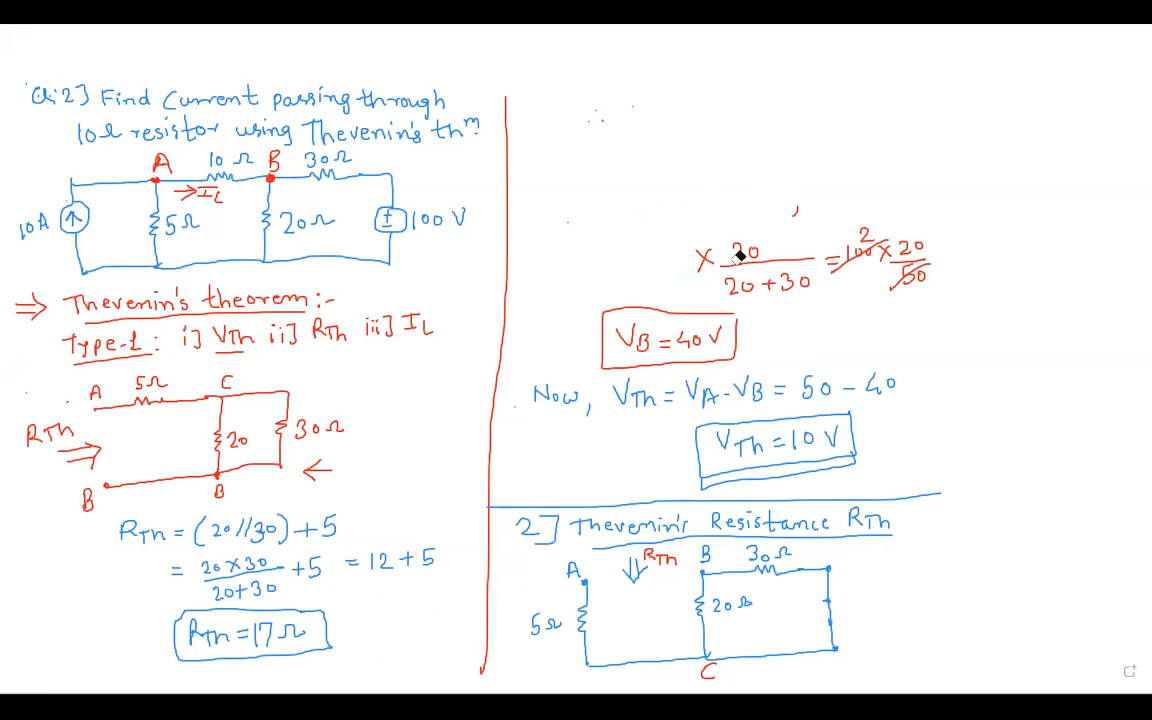 Q.2] Find Current passing through
10Ω resistor using Thevenin's thm.
A 10 Ω B 30Ω
→ IL
10A 5Ω 20Ω ± 100 V
⇒ Thevenin's theorem :-
Type-1 : i] VTh ii] RTh iii] IL
A 5Ω C
RTh 20 30Ω
B B
RTh = (20//30) + 5
= 20 × 30 / 20+30 + 5 = 12 + 5
RTh = 17 Ω
× 20 / 20 + 30 = 100 × 20 / 50
2
VB = 40 V
Now, VTh = VA - VB = 50 - 40
VTh = 10 V
2] Thevenin's Resistance RTh
A RTh B 30Ω
5Ω 20Ω
C